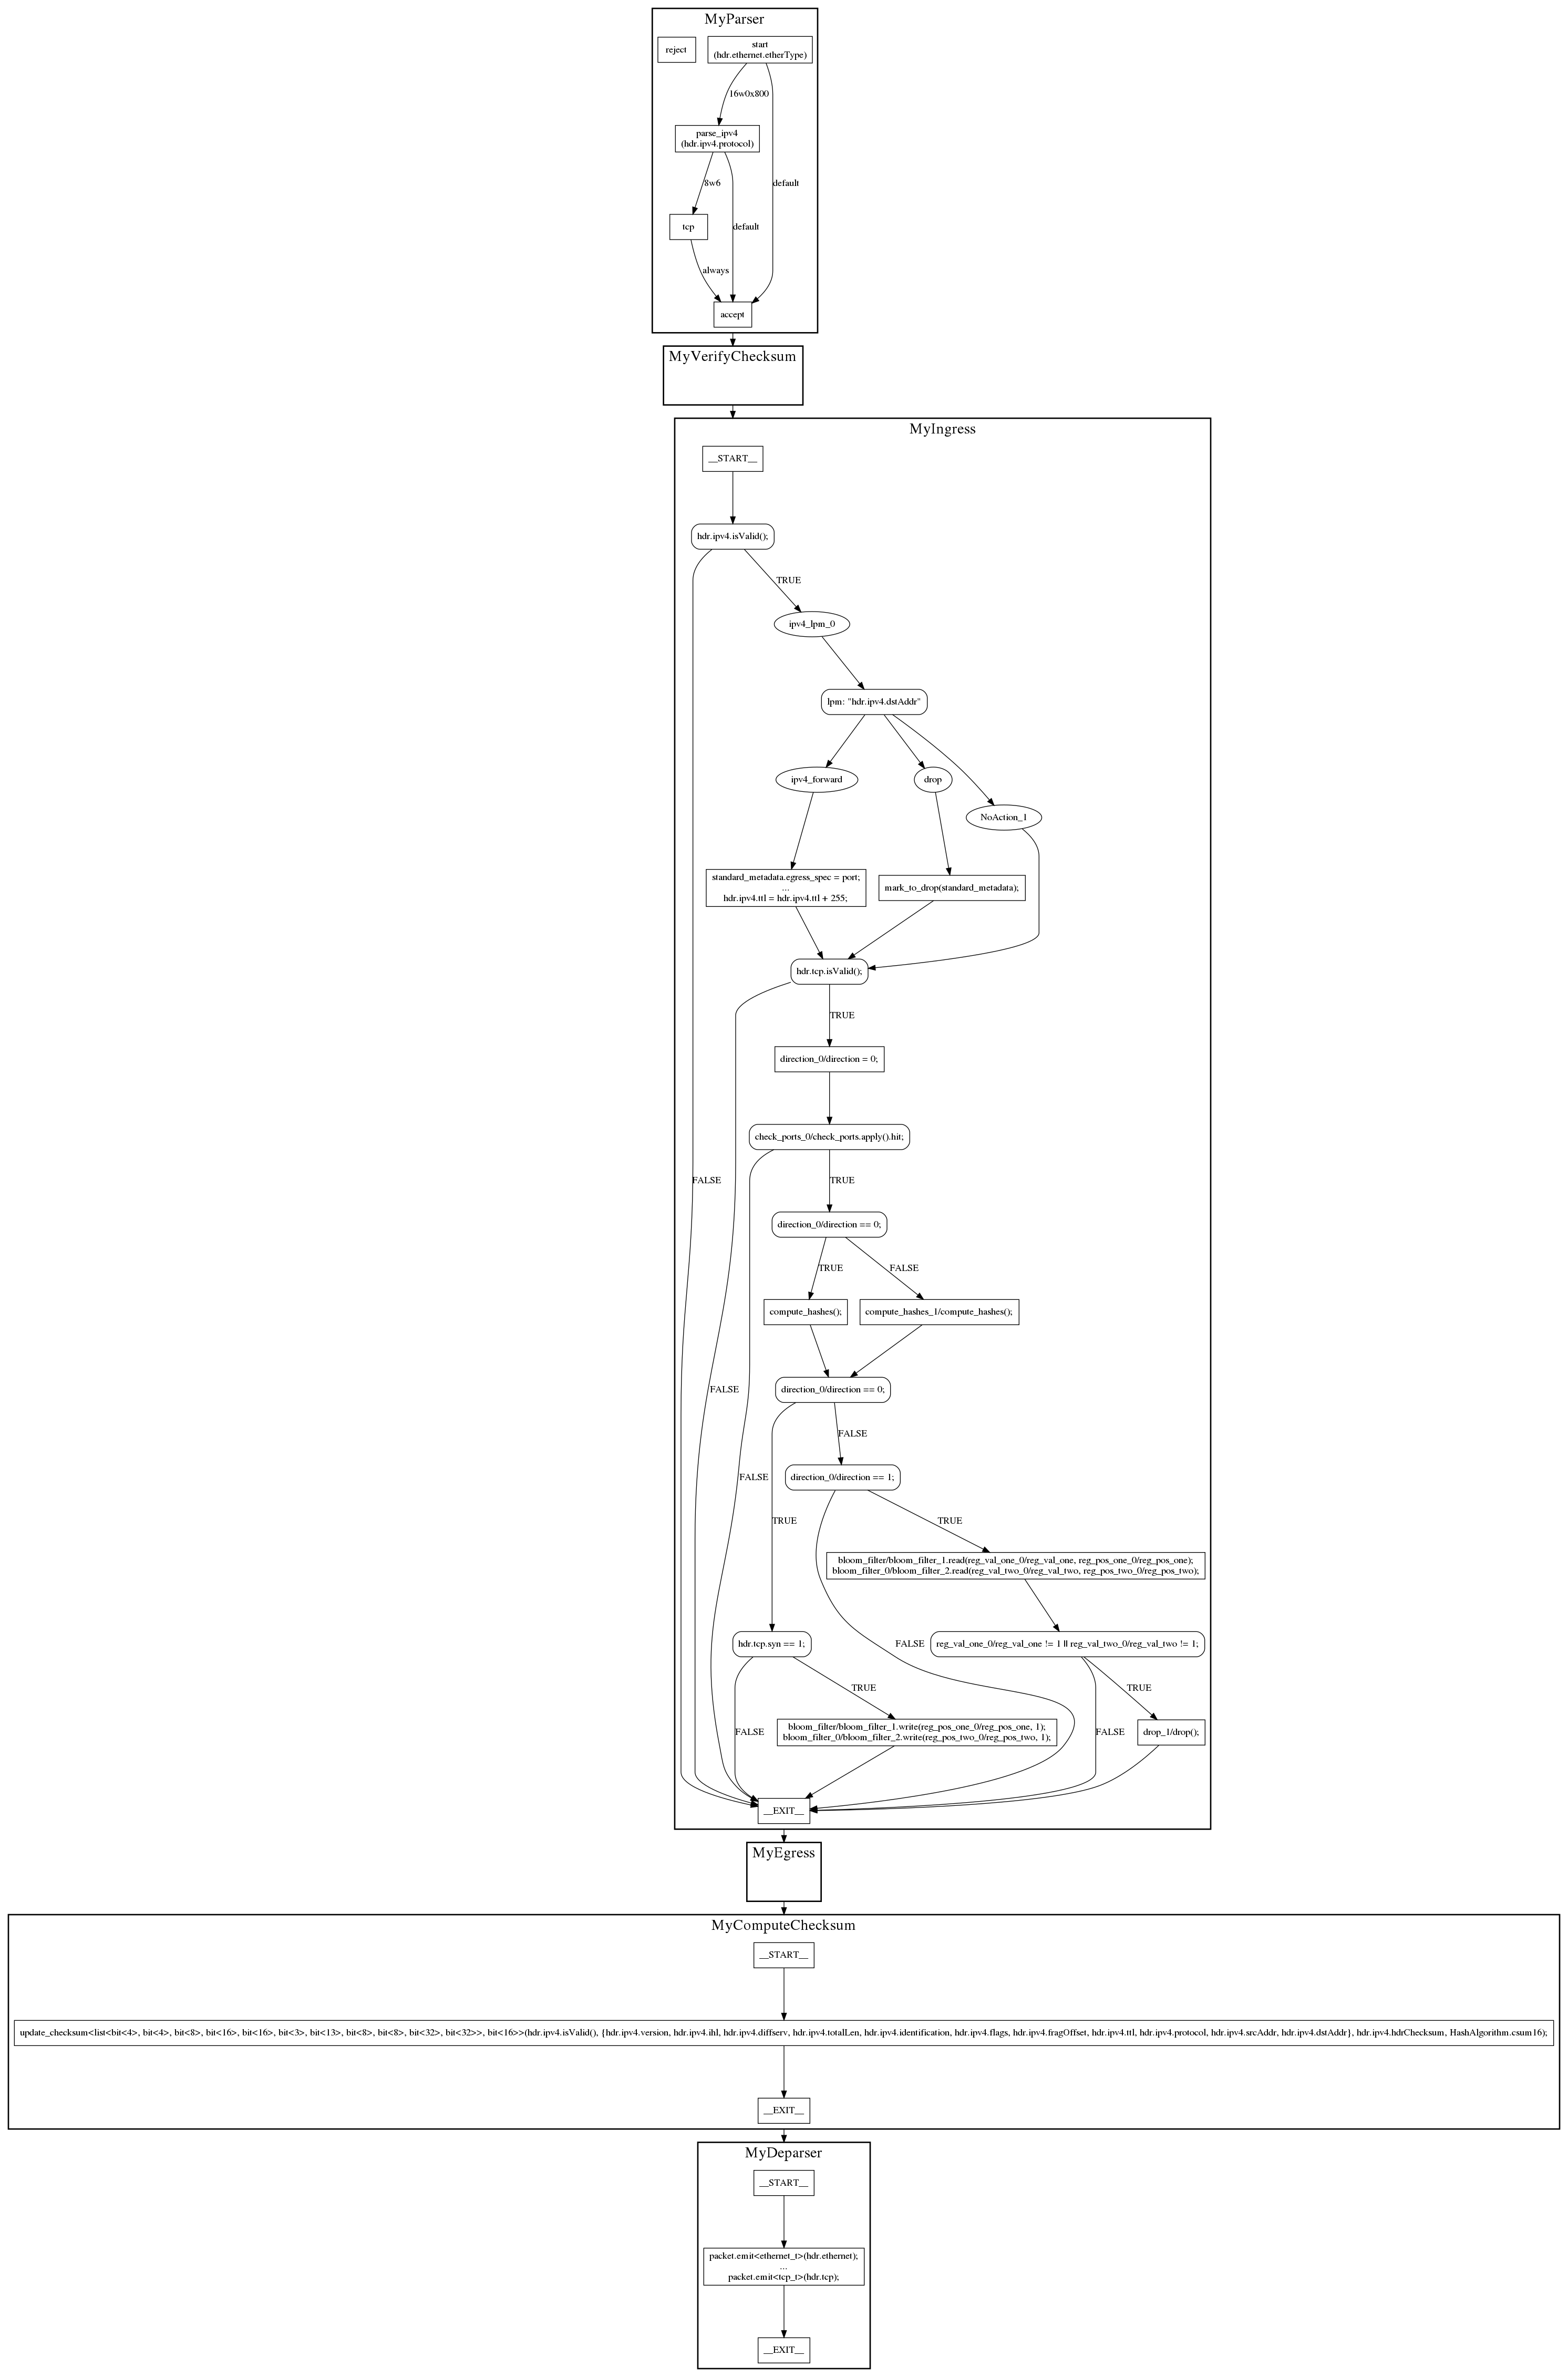 MyParser
reject
start
(hdr.ethernet.etherType)
16w0x800
parse_ipv4
(hdr.ipv4.protocol)
8w6
default
tcp
default
always
accept
MyVerifyChecksum
MyIngress
__START__
hdr.ipv4.isValid();
TRUE
ipv4_lpm_0
lpm: "hdr.ipv4.dstAddr"
ipv4_forward
drop
NoAction_1
standard_metadata.egress_spec = port;
...
hdr.ipv4.ttl = hdr.ipv4.ttl + 255;
mark_to_drop(standard_metadata);
hdr.tcp.isValid();
TRUE
direction_0/direction = 0;
check_ports_0/check_ports.apply().hit;
FALSE
TRUE
direction_0/direction == 0;
TRUE
FALSE
compute_hashes();
compute_hashes_1/compute_hashes();
FALSE
direction_0/direction == 0;
FALSE
FALSE
direction_0/direction == 1;
TRUE
TRUE
bloom_filter/bloom_filter_1.read(reg_val_one_0/reg_val_one, reg_pos_one_0/reg_pos_one);
bloom_filter_0/bloom_filter_2.read(reg_val_two_0/reg_val_two, reg_pos_two_0/reg_pos_two);
hdr.tcp.syn == 1;
FALSE
reg_val_one_0/reg_val_one != 1 || reg_val_two_0/reg_val_two != 1;
TRUE
TRUE
FALSE
bloom_filter/bloom_filter_1.write(reg_pos_one_0/reg_pos_one, 1);
bloom_filter_0/bloom_filter_2.write(reg_pos_two_0/reg_pos_two, 1);
FALSE
drop_1/drop();
__EXIT__
MyEgress
MyComputeChecksum
__START__
update_checksum<list<bit<4>, bit<4>, bit<8>, bit<16>, bit<16>, bit<3>, bit<13>, bit<8>, bit<8>, bit<32>, bit<32>>, bit<16>>(hdr.ipv4.isValid(), {hdr.ipv4.version, hdr.ipv4.ihl, hdr.ipv4.diffserv, hdr.ipv4.totalLen, hdr.ipv4.identification, hdr.ipv4.flags, hdr.ipv4.fragOffset, hdr.ipv4.ttl, hdr.ipv4.protocol, hdr.ipv4.srcAddr, hdr.ipv4.dstAddr}, hdr.ipv4.hdrChecksum, HashAlgorithm.csum16);
__EXIT__
MyDeparser
__START__
packet.emit<ethernet_t>(hdr.ethernet);
...
packet.emit<tcp_t>(hdr.tcp);
__EXIT__